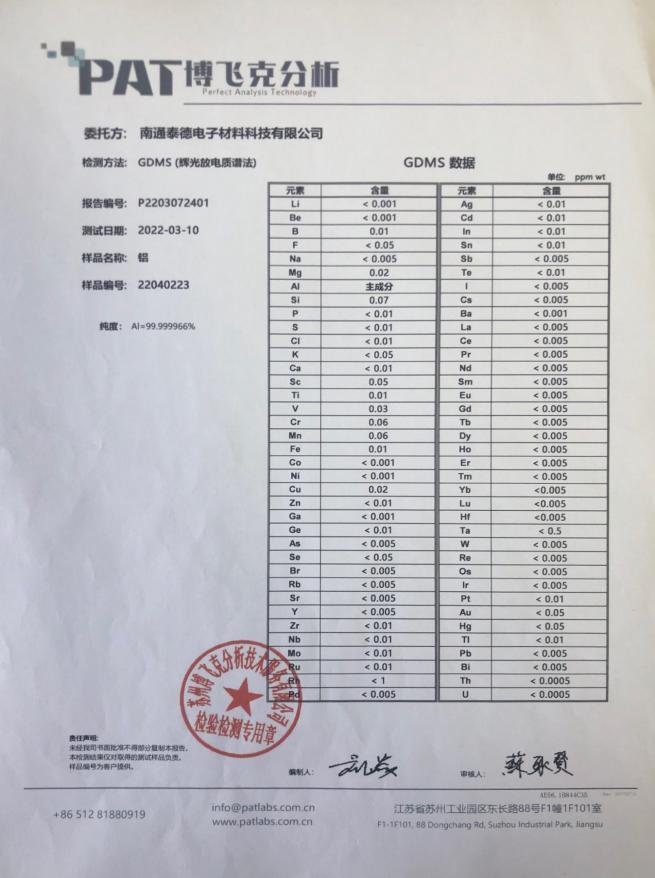 PAT博飞克分析
Perfect Analysis Technology
委托方： 南通泰德电子材料科技有限公司
检测方法： GDMS (辉光放电质谱法)
GDMS 数据
单位: ppm wt
报告编号： P2203072401
测试日期： 2022-03-10
样品名称： 铝
样品编号： 22040223
纯度： Al=99.999966%
元素 含量 元素 含量
Li < 0.001 Ag < 0.01
Be < 0.001 Cd < 0.01
B 0.01 In < 0.01
F < 0.05 Sn < 0.01
Na < 0.005 Sb < 0.005
Mg 0.02 Te < 0.01
Al 主成分 I < 0.005
Si 0.07 Cs < 0.005
P < 0.01 Ba < 0.001
S < 0.01 La < 0.005
Cl < 0.01 Ce < 0.005
K < 0.05 Pr < 0.005
Ca < 0.01 Nd < 0.005
Sc 0.05 Sm < 0.005
Ti 0.01 Eu < 0.005
V 0.03 Gd < 0.005
Cr 0.06 Tb < 0.005
Mn 0.06 Dy < 0.005
Fe 0.01 Ho < 0.005
Co < 0.001 Er < 0.005
Ni < 0.001 Tm < 0.005
Cu 0.02 Yb <0.005
Zn < 0.01 Lu <0.005
Ga < 0.001 Hf <0.005
Ge < 0.01 Ta < 0.5
As < 0.005 W < 0.005
Se < 0.05 Re < 0.005
Br < 0.005 Os < 0.005
Rb < 0.005 Ir < 0.005
Sr < 0.005 Pt < 0.01
Y < 0.005 Au < 0.05
Zr < 0.01 Hg < 0.05
Nb < 0.01 Tl < 0.01
Mo < 0.01 Pb < 0.005
Ru < 0.01 Bi < 0.005
Rh < 1 Th < 0.0005
Pd < 0.005 U < 0.0005
苏州博飞克分析技术服务有限公司
检验检测专用章
责任声明:
未经我司书面批准不得部分复制本报告。
本检测结果仅对取得的测试样品负责。
样品编号为客户提供。
编制人:
审核人:
+86 512 81880919
info@patlabs.com.cn
www.patlabs.com.cn
江苏省苏州工业园区东长路88号F1幢1F101室
F1-1F101, 88 Dongchang Rd, Suzhou Industrial Park, Jiangsu